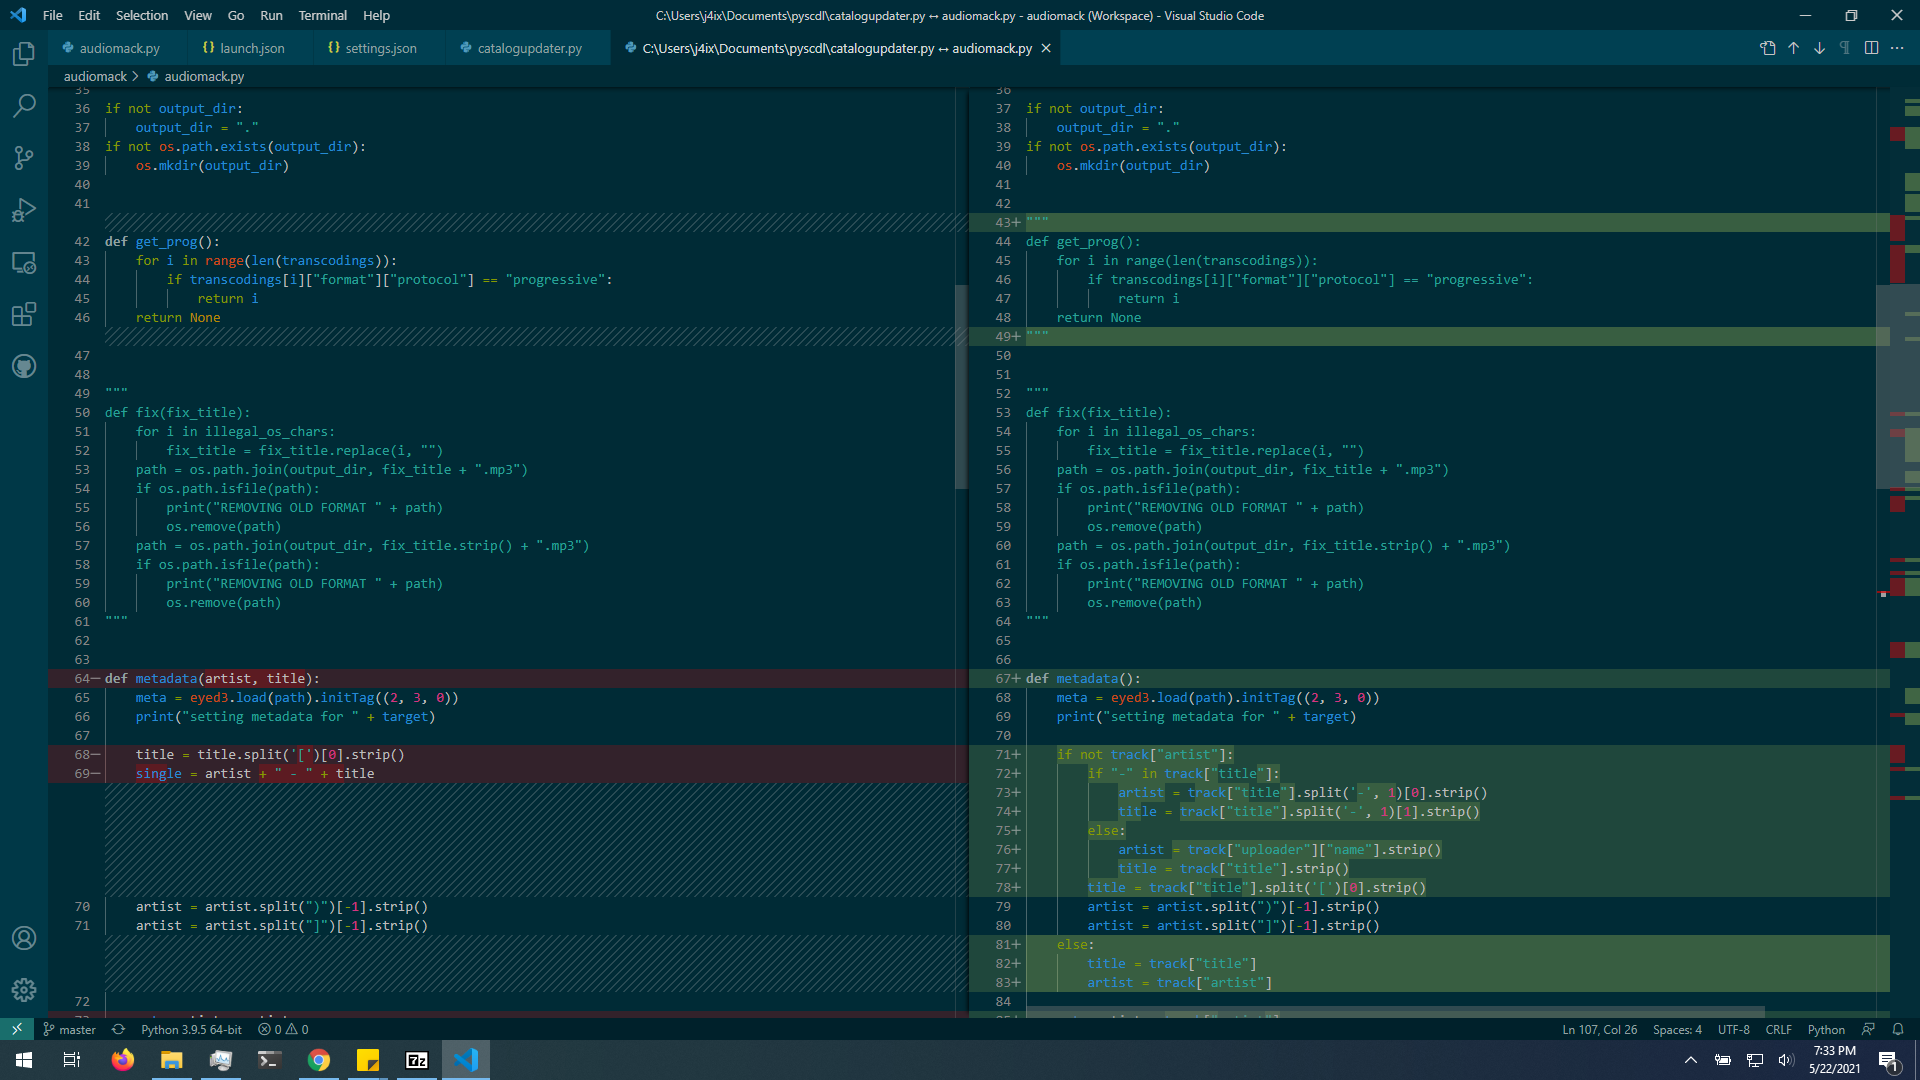 File Edit Selection View Go Run Terminal Help
C:\Users\j4ix\Documents\pyscdl\catalogupdater.py ↔ audiomack.py - audiomack (Workspace) - Visual Studio Code
audiomack.py
{} launch.json
{} settings.json
catalogupdater.py
C:\Users\j4ix\Documents\pyscdl\catalogupdater.py ↔ audiomack.py
audiomack > audiomack.py
35
36 if not output_dir:
37     output_dir = "."
38 if not os.path.exists(output_dir):
39     os.mkdir(output_dir)
40
41
42 def get_prog():
43     for i in range(len(transcodings)):
44         if transcodings[i]["format"]["protocol"] == "progressive":
45             return i
46     return None
47
48
49 """
50 def fix(fix_title):
51     for i in illegal_os_chars:
52         fix_title = fix_title.replace(i, "")
53     path = os.path.join(output_dir, fix_title + ".mp3")
54     if os.path.isfile(path):
55         print("REMOVING OLD FORMAT " + path)
56         os.remove(path)
57     path = os.path.join(output_dir, fix_title.strip() + ".mp3")
58     if os.path.isfile(path):
59         print("REMOVING OLD FORMAT " + path)
60         os.remove(path)
61 """
62
63
64— def metadata(artist, title):
65     meta = eyed3.load(path).initTag((2, 3, 0))
66     print("setting metadata for " + target)
67
68—     title = title.split('[')[0].strip()
69—     single = artist + " - " + title
70     artist = artist.split(")")[-1].strip()
71     artist = artist.split("]")[-1].strip()
72
36
37 if not output_dir:
38     output_dir = "."
39 if not os.path.exists(output_dir):
40     os.mkdir(output_dir)
41
42
43+ """
44 def get_prog():
45     for i in range(len(transcodings)):
46         if transcodings[i]["format"]["protocol"] == "progressive":
47             return i
48     return None
49+ """
50
51
52 """
53 def fix(fix_title):
54     for i in illegal_os_chars:
55         fix_title = fix_title.replace(i, "")
56     path = os.path.join(output_dir, fix_title + ".mp3")
57     if os.path.isfile(path):
58         print("REMOVING OLD FORMAT " + path)
59         os.remove(path)
60     path = os.path.join(output_dir, fix_title.strip() + ".mp3")
61     if os.path.isfile(path):
62         print("REMOVING OLD FORMAT " + path)
63         os.remove(path)
64 """
65
66
67+ def metadata():
68     meta = eyed3.load(path).initTag((2, 3, 0))
69     print("setting metadata for " + target)
70
71+     if not track["artist"]:
72+         if "-" in track["title"]:
73+             artist = track["title"].split('-', 1)[0].strip()
74+             title = track["title"].split('-', 1)[1].strip()
75+         else:
76+             artist = track["uploader"]["name"].strip()
77+             title = track["title"].strip()
78+         title = track["title"].split('[')[0].strip()
79         artist = artist.split(")")[-1].strip()
80         artist = artist.split("]")[-1].strip()
81+     else:
82+         title = track["title"]
83+         artist = track["artist"]
84
master
Python 3.9.5 64-bit
0 0
Ln 107, Col 26
Spaces: 4
UTF-8
CRLF
Python
7z
7:33 PM
5/22/2021
1